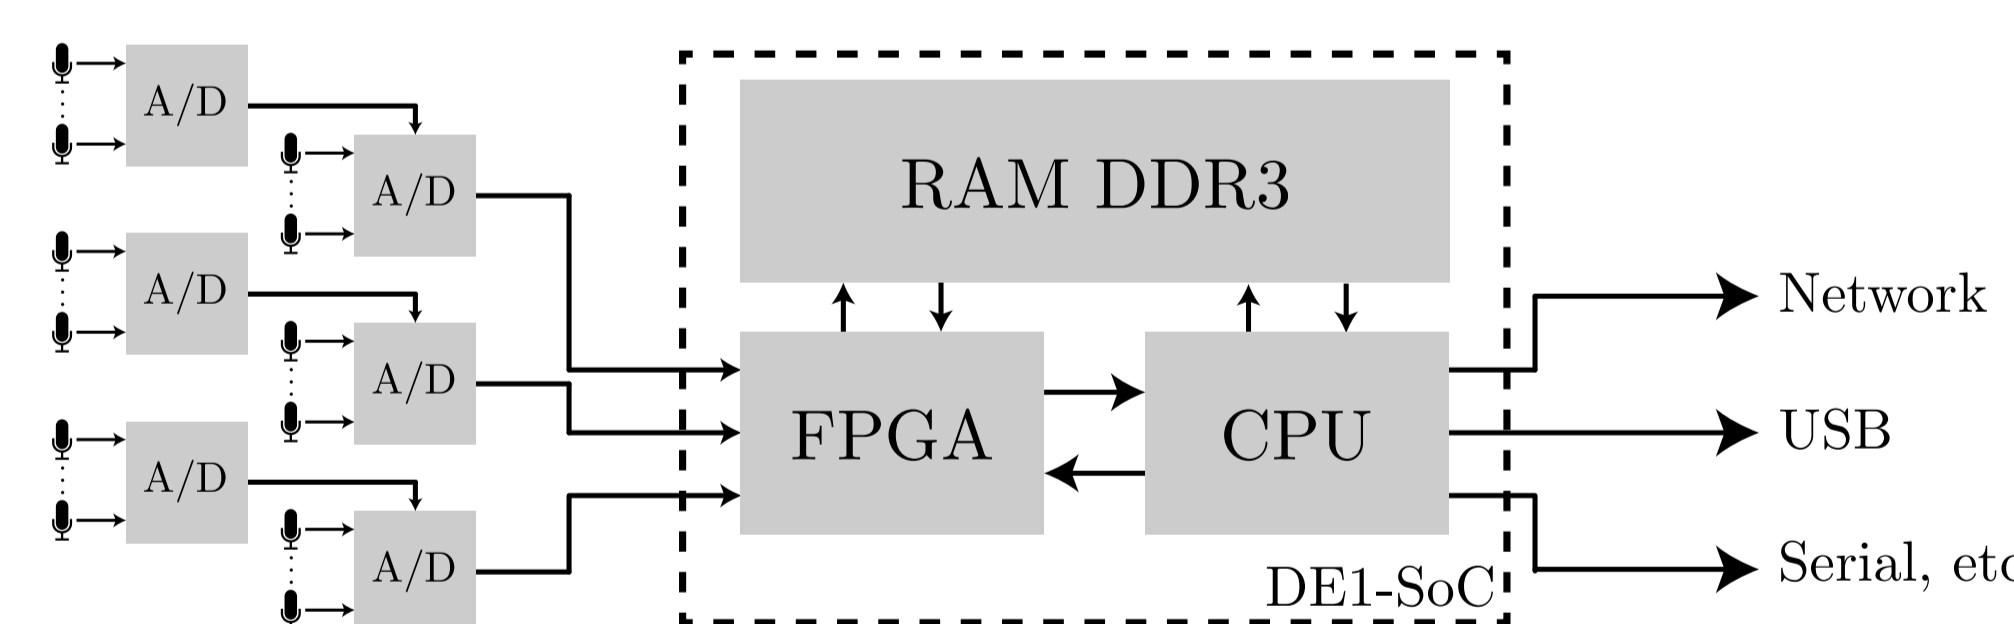 A/D
A/D
A/D
A/D
A/D
A/D
RAM DDR3
FPGA
CPU
DE1-SoC
Network
USB
Serial, etc